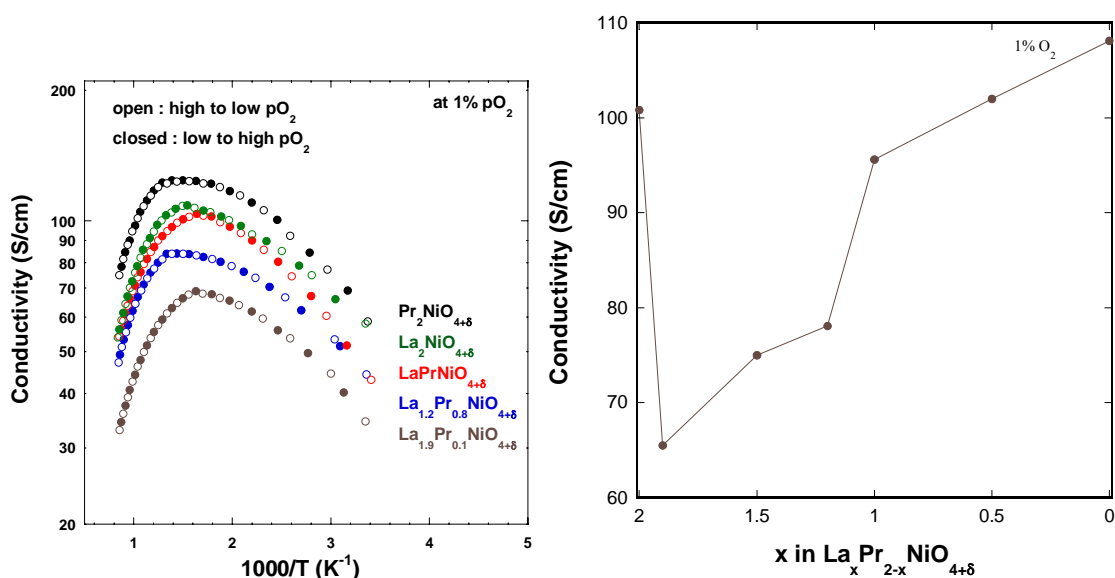 open : high to low pO₂
closed : low to high pO₂
at 1% pO₂
Conductivity (S/cm)
200
100
90
80
70
60
50
40
30
20
Pr₂NiO₄₊δ
La₂NiO₄₊δ
LaPrNiO₄₊δ
La₁.₂Pr₀.₈NiO₄₊δ
La₁.₉Pr₀.₁NiO₄₊δ
1 2 3 4 5
1000/T (K⁻¹)
1% O₂
Conductivity (S/cm)
110
100
90
80
70
60
2 1.5 1 0.5 0
x in LaₓPr₂₋ₓNiO₄₊δ